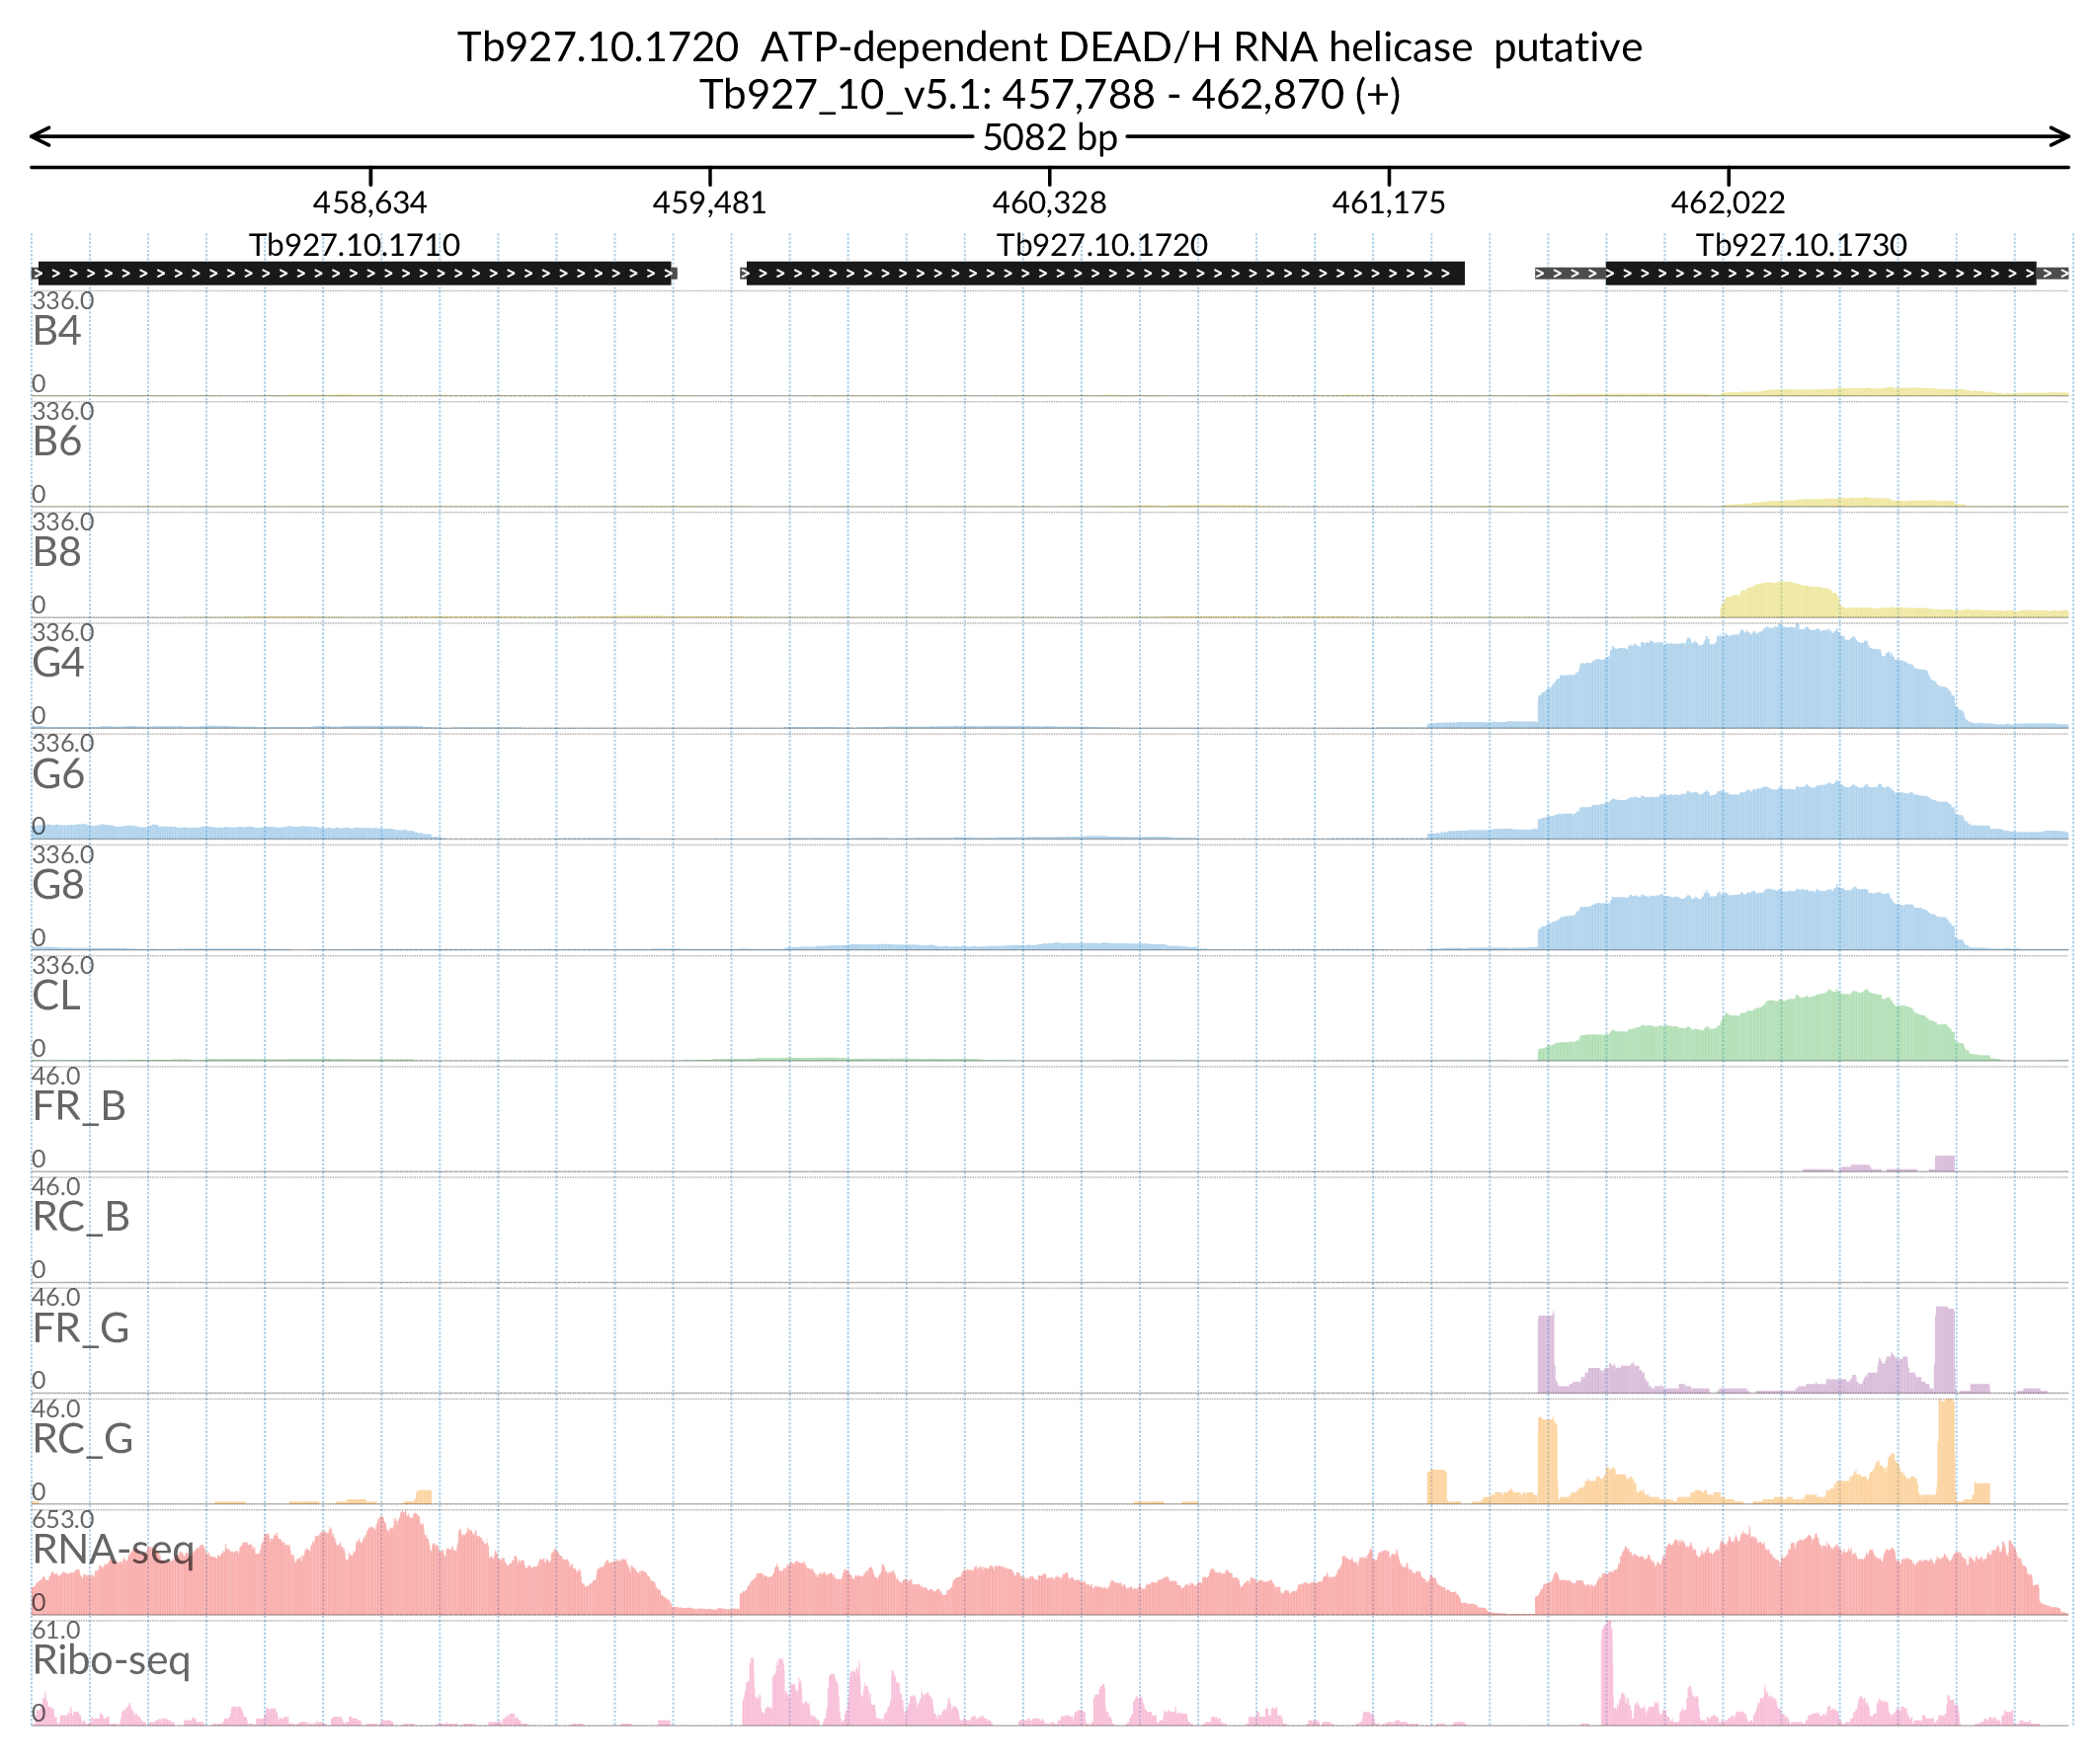 Tb927.10.1720 ATP-dependent DEAD/H RNA helicase putative
Tb927_10_v5.1: 457,788 - 462,870 (+)
5082 bp
458,634 459,481 460,328 461,175 462,022
Tb927.10.1710 Tb927.10.1720 Tb927.10.1730
336.0
B4
0
336.0
B6
0
336.0
B8
0
336.0
G4
0
336.0
G6
0
336.0
G8
0
336.0
CL
0
46.0
FR_B
0
46.0
RC_B
0
46.0
FR_G
0
46.0
RC_G
0
653.0
RNA-seq
0
61.0
Ribo-seq
0